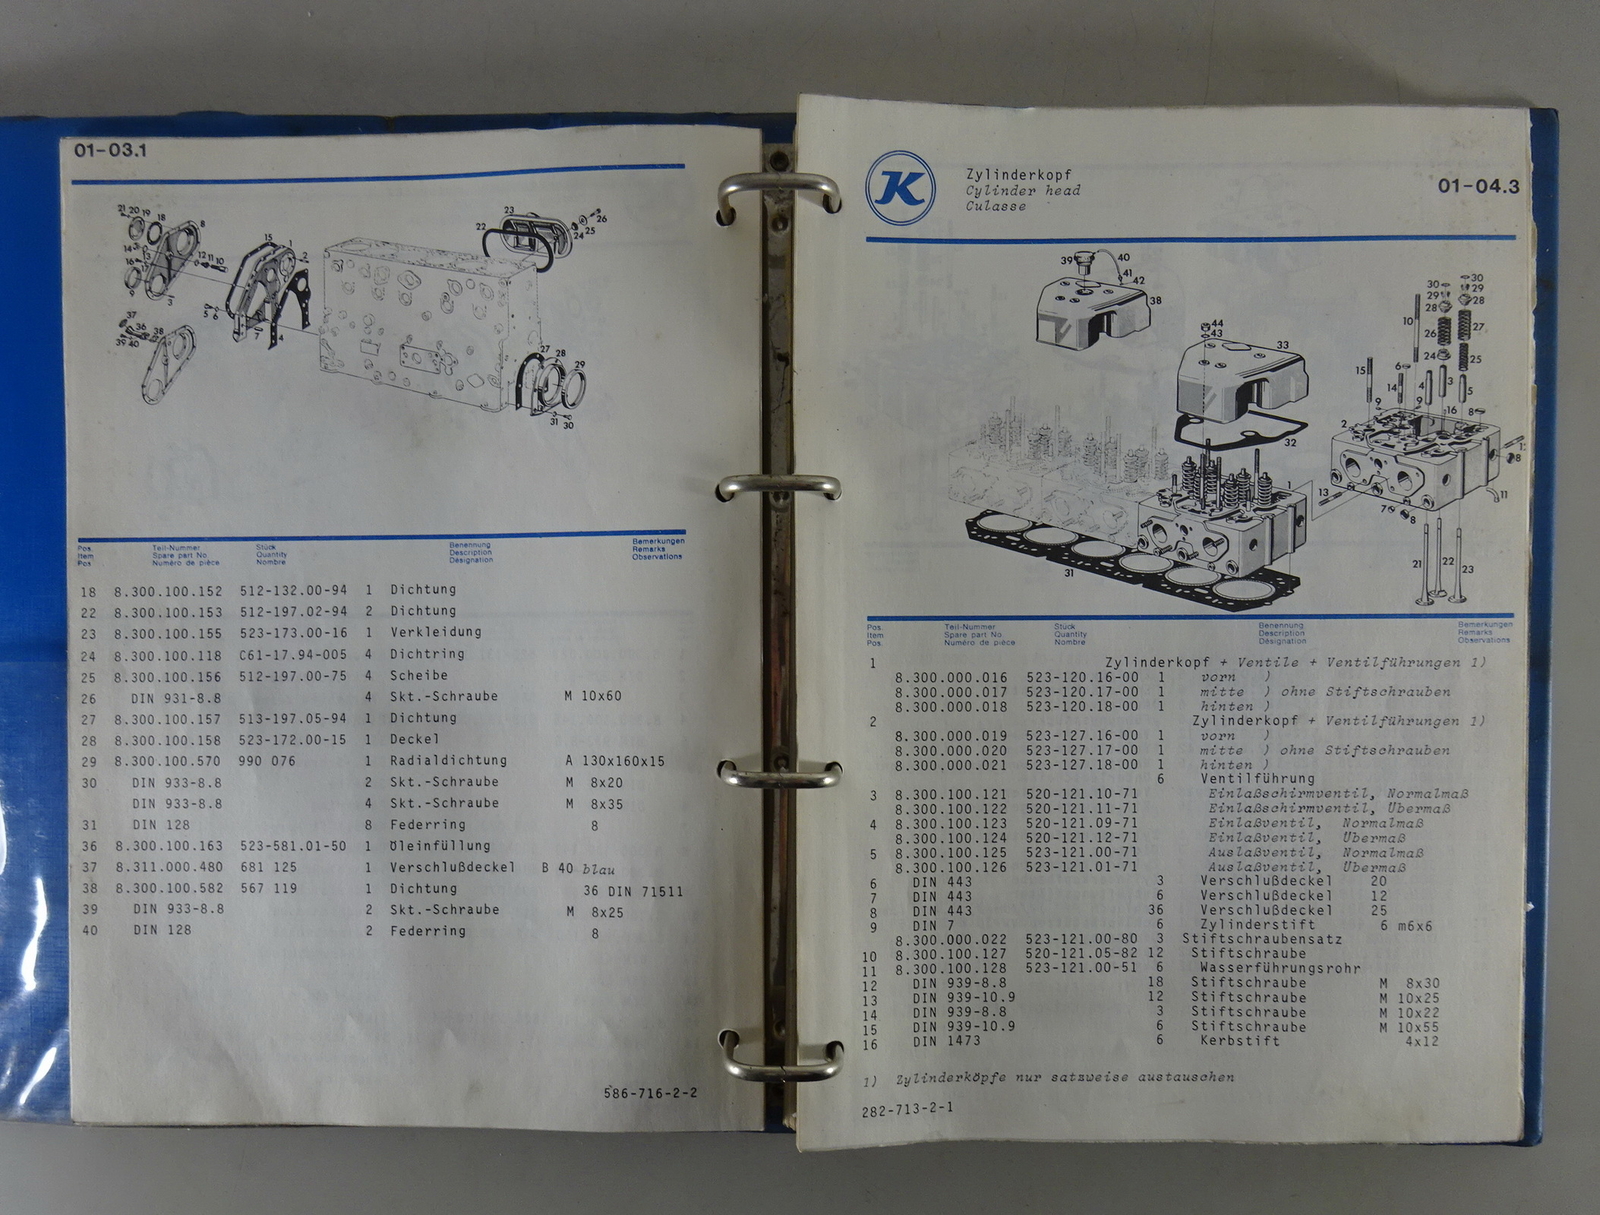 01-03.1
Pos. Teil-Nummer Stück Benennung Bemerkungen
Item Spare part No Quantity Description Remarks
Pos Numéro de pièce Nombre Désignation Observations
18 8.300.100.152 512-132.00-94 1 Dichtung
22 8.300.100.153 512-197.02-94 2 Dichtung
23 8.300.100.155 523-173.00-16 1 Verkleidung
24 8.300.100.118 C61-17.94-005 4 Dichtring
25 8.300.100.156 512-197.00-75 4 Scheibe
26 DIN 931-8.8 4 Skt.-Schraube M 10x60
27 8.300.100.157 513-197.05-94 1 Dichtung
28 8.300.100.158 523-172.00-15 1 Deckel
29 8.300.100.570 990 076 1 Radialdichtung A 130x160x15
30 DIN 933-8.8 2 Skt.-Schraube M 8x20
DIN 933-8.8 4 Skt.-Schraube M 8x35
31 DIN 128 8 Federring 8
36 8.300.100.163 523-581.01-50 1 Öleinfüllung
37 8.311.000.480 681 125 1 Verschlußdeckel B 40 blau
38 8.300.100.582 567 119 1 Dichtung 36 DIN 71511
39 DIN 933-8.8 2 Skt.-Schraube M 8x25
40 DIN 128 2 Federring 8
586-716-2-2
K
Zylinderkopf
Cylinder head
Culasse
01-04.3
Pos. Teil-Nummer Stück Benennung Bemerkungen
Item Spare part No Quantity Description Remarks
Pos. Numéro de pièce Nombre Désignation Observations
1 Zylinderkopf + Ventile + Ventilführungen 1)
8.300.000.016 523-120.16-00 1 vorn )
8.300.000.017 523-120.17-00 1 mitte ) ohne Stiftschrauben
8.300.000.018 523-120.18-00 1 hinten )
2 Zylinderkopf + Ventilführungen 1)
8.300.000.019 523-127.16-00 1 vorn )
8.300.000.020 523-127.17-00 1 mitte ) ohne Stiftschrauben
8.300.000.021 523-127.18-00 1 hinten )
6 Ventilführung
3 8.300.100.121 520-121.10-71 Einlaßschirmventil, Normalmaß
8.300.100.122 520-121.11-71 Einlaßschirmventil, Übermaß
4 8.300.100.123 520-121.09-71 Einlaßventil, Normalmaß
8.300.100.124 520-121.12-71 Einlaßventil, Übermaß
5 8.300.100.125 523-121.00-71 Auslaßventil, Normalmaß
8.300.100.126 523-121.01-71 Auslaßventil, Übermaß
6 DIN 443 3 Verschlußdeckel 20
7 DIN 443 6 Verschlußdeckel 12
8 DIN 443 36 Verschlußdeckel 25
9 DIN 7 6 Zylinderstift 6 m6x6
8.300.000.022 523-121.00-80 3 Stiftschraubensatz
10 8.300.100.127 520-121.05-82 12 Stiftschraube
11 8.300.100.128 523-121.00-51 6 Wasserführungsrohr
12 DIN 939-8.8 18 Stiftschraube M 8x30
13 DIN 939-10.9 12 Stiftschraube M 10x25
14 DIN 939-8.8 3 Stiftschraube M 10x22
15 DIN 939-10.9 6 Stiftschraube M 10x55
16 DIN 1473 6 Kerbstift 4x12
1) Zylinderköpfe nur satzweise austauschen
282-713-2-1